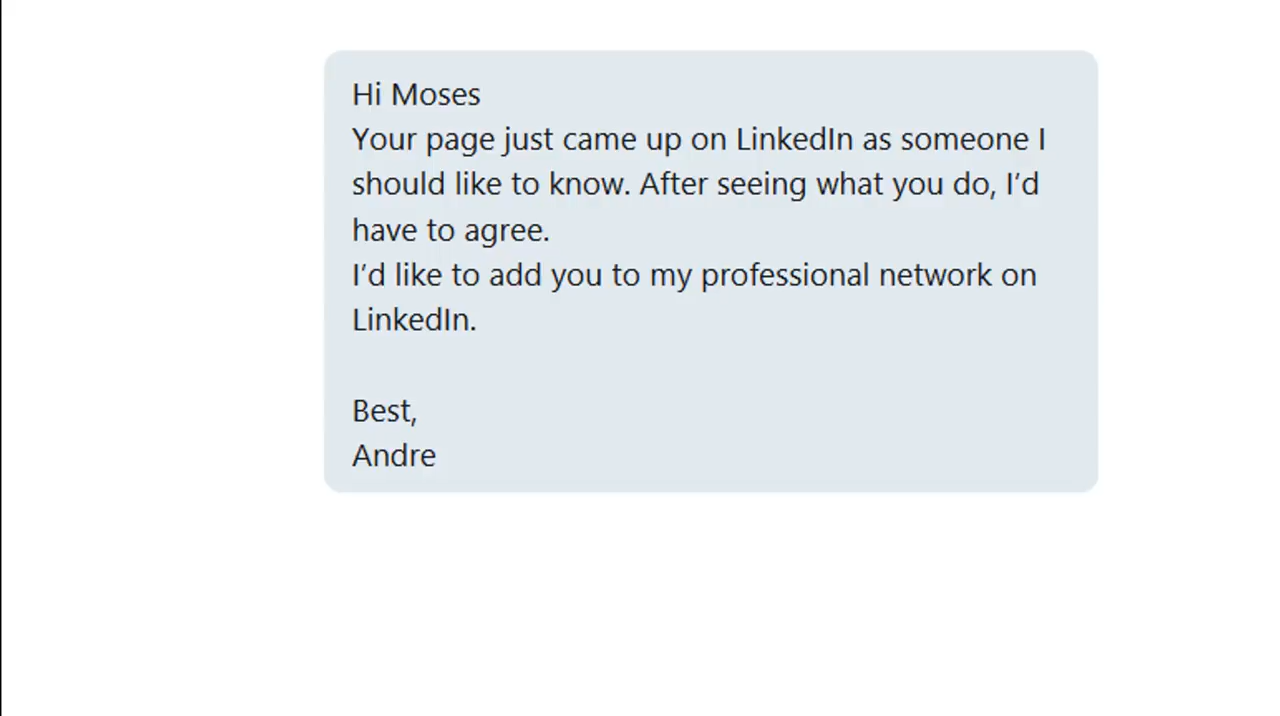 Hi Moses
Your page just came up on LinkedIn as someone I
should like to know. After seeing what you do, I’d
have to agree.
I’d like to add you to my professional network on
LinkedIn.
Best,
Andre